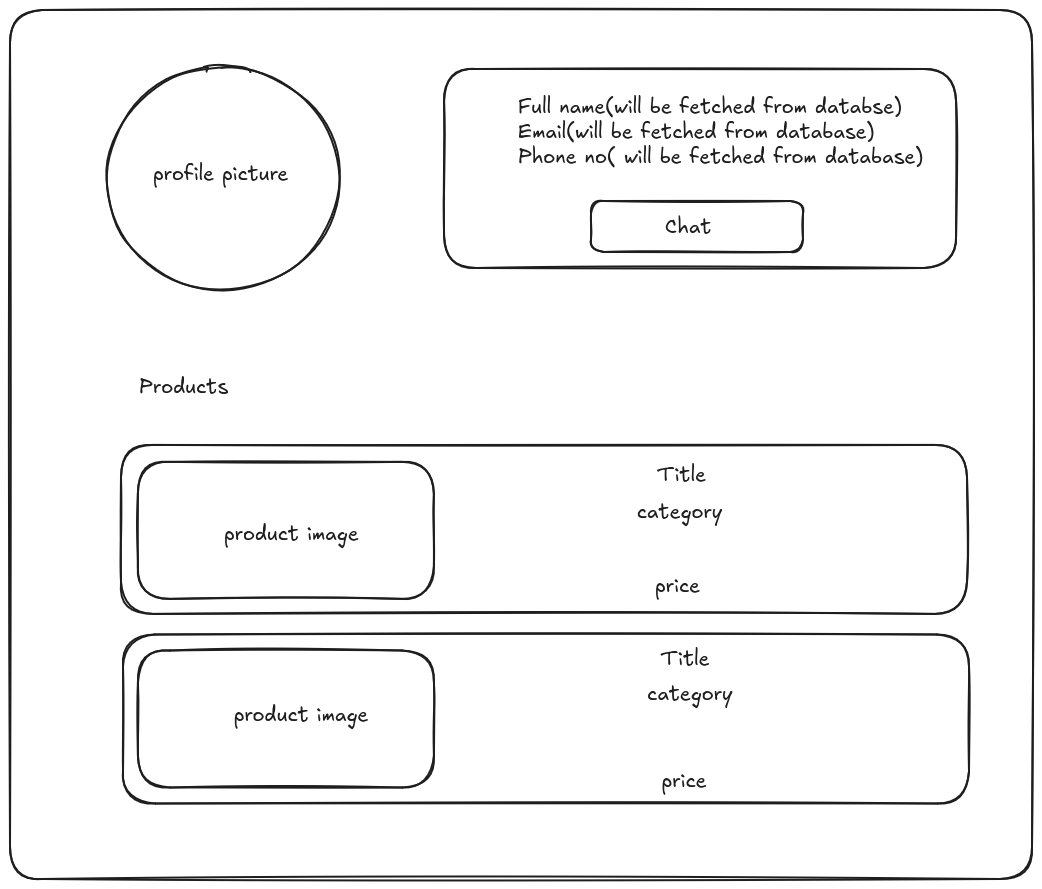 profile picture
Full name(will be fetched from databse)
Email(will be fetched from database)
Phone no( will be fetched from database)
Chat
Products
product image
Title
category
price
product image
Title
category
price